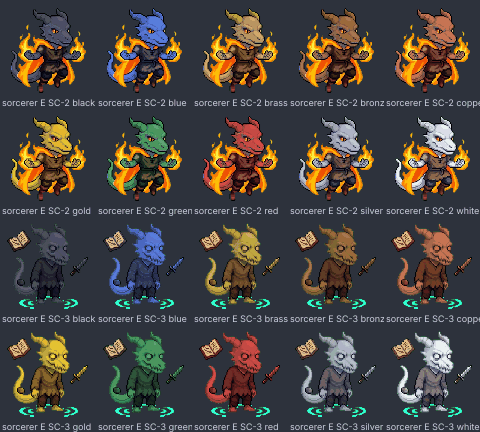 sorcerer E SC-2 black
sorcerer E SC-2 blue
sorcerer E SC-2 brass
sorcerer E SC-2 bronz
sorcerer E SC-2 coppe
sorcerer E SC-2 gold
sorcerer E SC-2 green
sorcerer E SC-2 red
sorcerer E SC-2 silver
sorcerer E SC-2 white
sorcerer E SC-3 black
sorcerer E SC-3 blue
sorcerer E SC-3 brass
sorcerer E SC-3 bronz
sorcerer E SC-3 coppe
sorcerer E SC-3 gold
sorcerer E SC-3 green
sorcerer E SC-3 red
sorcerer E SC-3 silver
sorcerer E SC-3 white